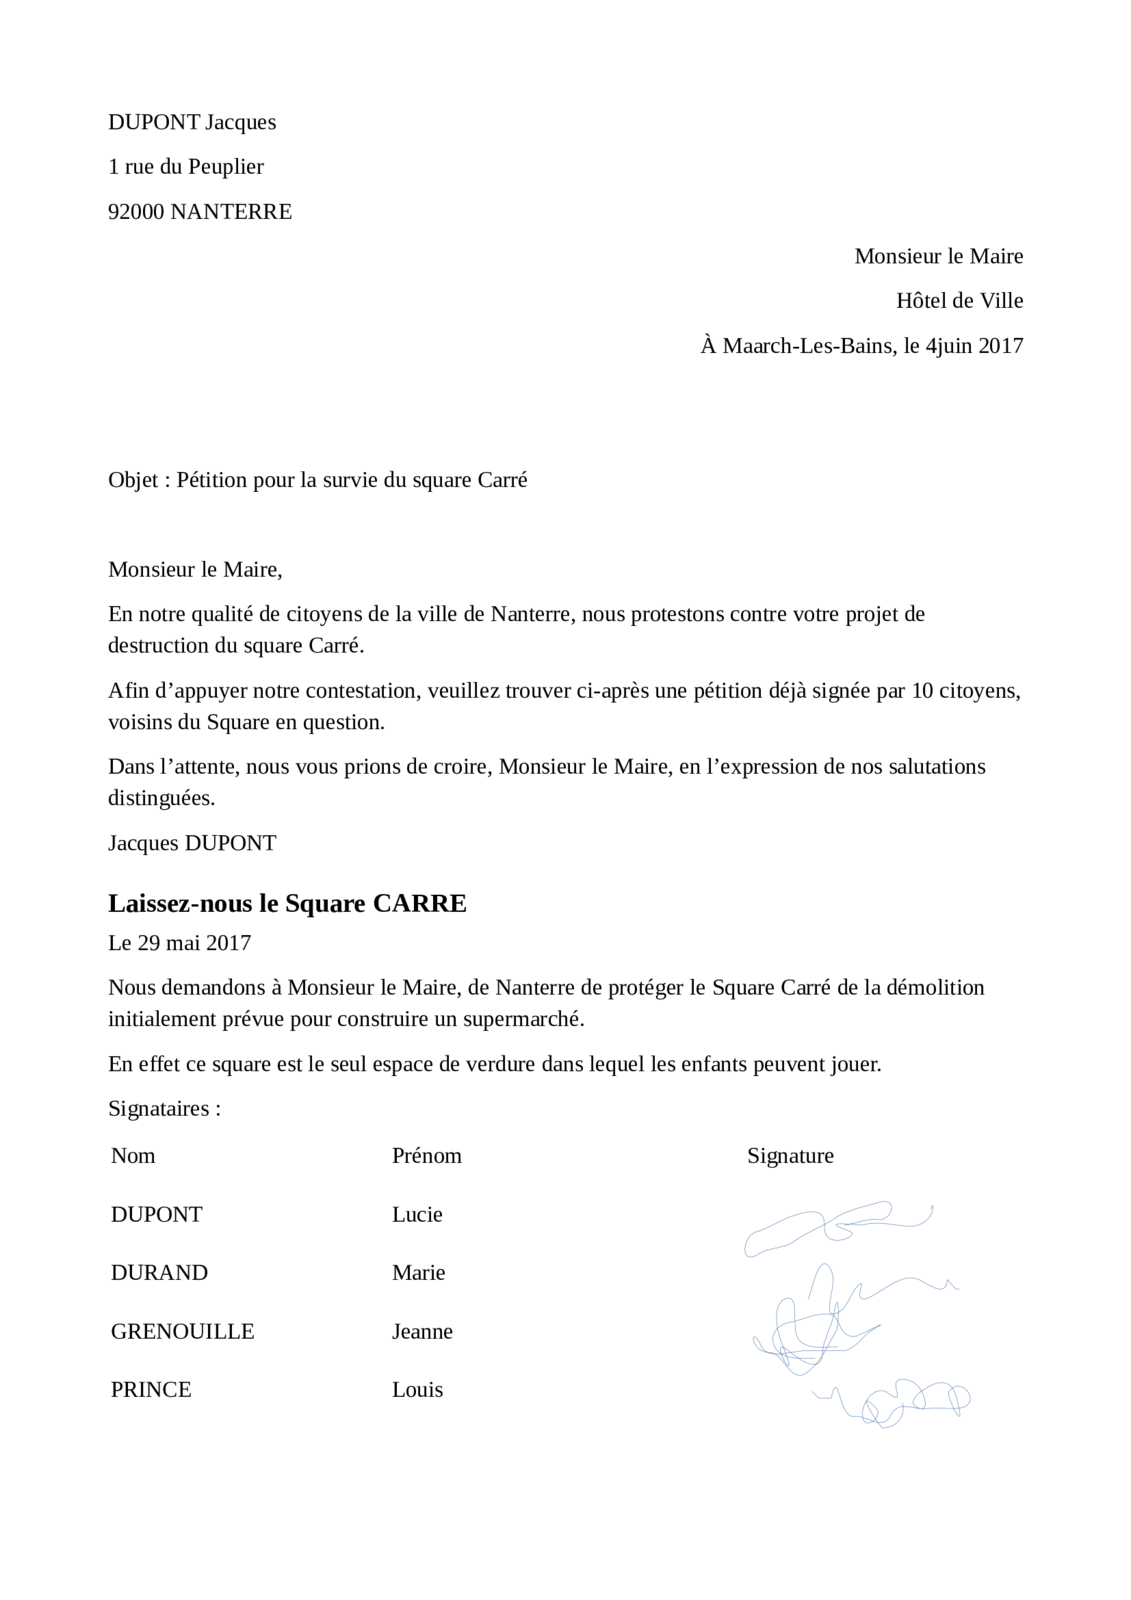 DUPONT Jacques
1 rue du Peuplier
92000 NANTERRE
Monsieur le Maire
Hôtel de Ville
À Maarch-Les-Bains, le 4juin 2017
Objet : Pétition pour la survie du square Carré
Monsieur le Maire,
En notre qualité de citoyens de la ville de Nanterre, nous protestons contre votre projet de
destruction du square Carré.
Afin d’appuyer notre contestation, veuillez trouver ci-après une pétition déjà signée par 10 citoyens,
voisins du Square en question.
Dans l’attente, nous vous prions de croire, Monsieur le Maire, en l’expression de nos salutations
distinguées.
Jacques DUPONT
Laissez-nous le Square CARRE
Le 29 mai 2017
Nous demandons à Monsieur le Maire, de Nanterre de protéger le Square Carré de la démolition
initialement prévue pour construire un supermarché.
En effet ce square est le seul espace de verdure dans lequel les enfants peuvent jouer.
Signataires :
Nom Prénom Signature
DUPONT Lucie
DURAND Marie
GRENOUILLE Jeanne
PRINCE Louis